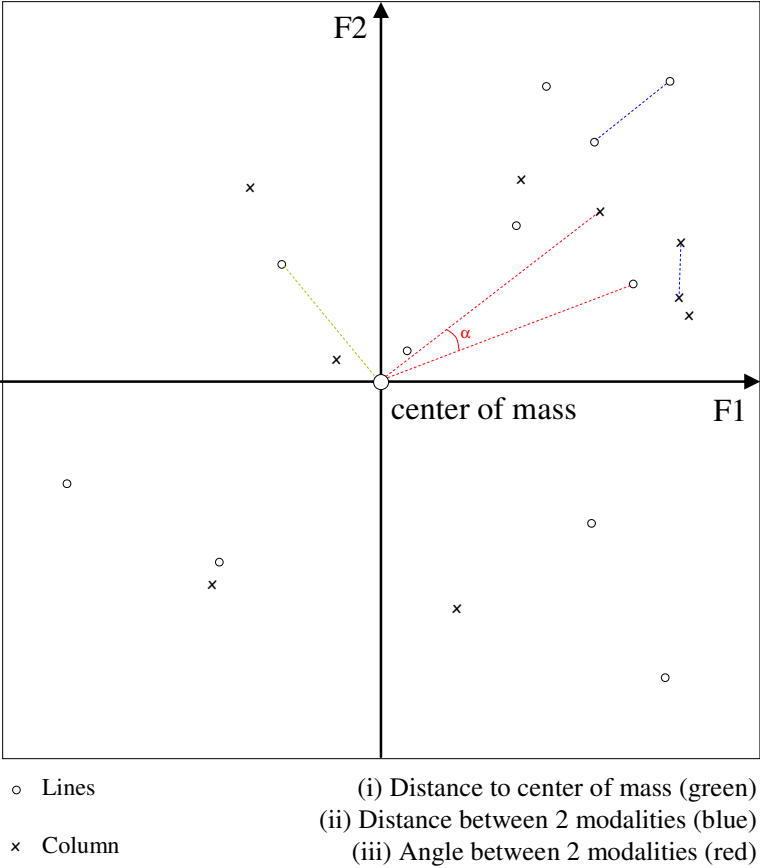 F2
α
center of mass
F1
Lines
(i) Distance to center of mass (green)
(ii) Distance between 2 modalities (blue)
Column
(iii) Angle between 2 modalities (red)